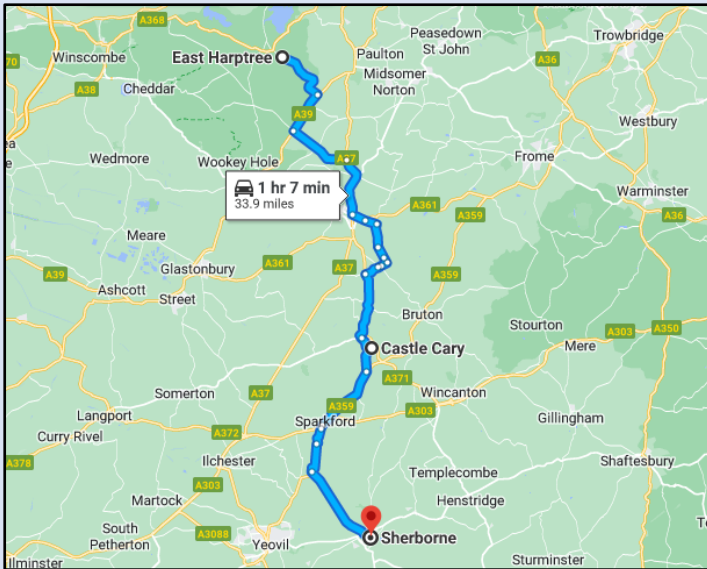 A368
Peasedown
St John
Trowbridge
Winscombe
East Harptree
Paulton
A36
70
A38
Cheddar
Midsomer
Norton
A39
Westbury
Wedmore
Wookey Hole
A37
Frome
1 hr 7 min
33.9 miles
Warminster
A361
A36
A359
Meare
Glastonbury
A361
A37
A39
A359
Ashcott
Street
Bruton
Stourton
A303
A350
Castle Cary
Mere
A371
Somerton
A37
A359
Wincanton
Langport
Sparkford
A303
Gillingham
Curry Rivel
A372
A378
Ilchester
Shaftesbury
A303
Templecombe
Martock
Henstridge
South
Petherton
A3088
Yeovil
Sherborne
Ilminster
Sturminster